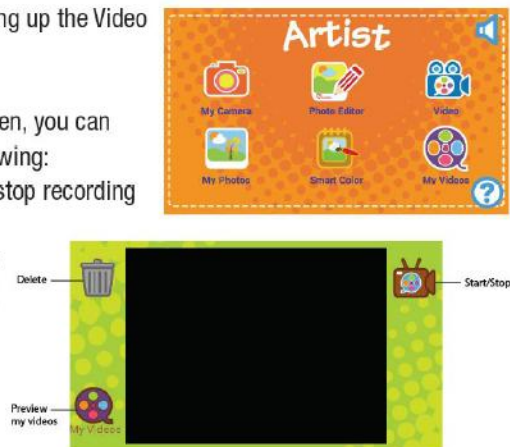 ng up the Video
en, you can
wing:
stop recording
Artist
My Camera
Photo Editor
Video
My Photos
Smart Color
My Videos
?
Delete
Start/Stop
Preview
my videos
My Videos